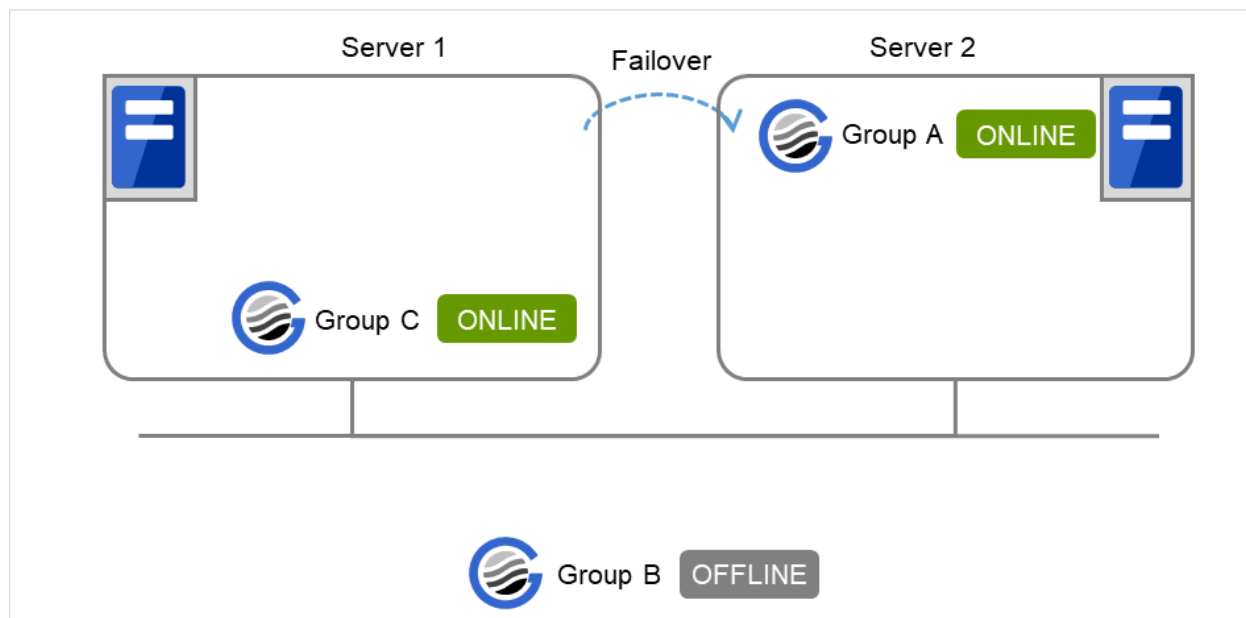 Server 1
Failover
Server 2
Group A ONLINE
Group C ONLINE
Group B OFFLINE